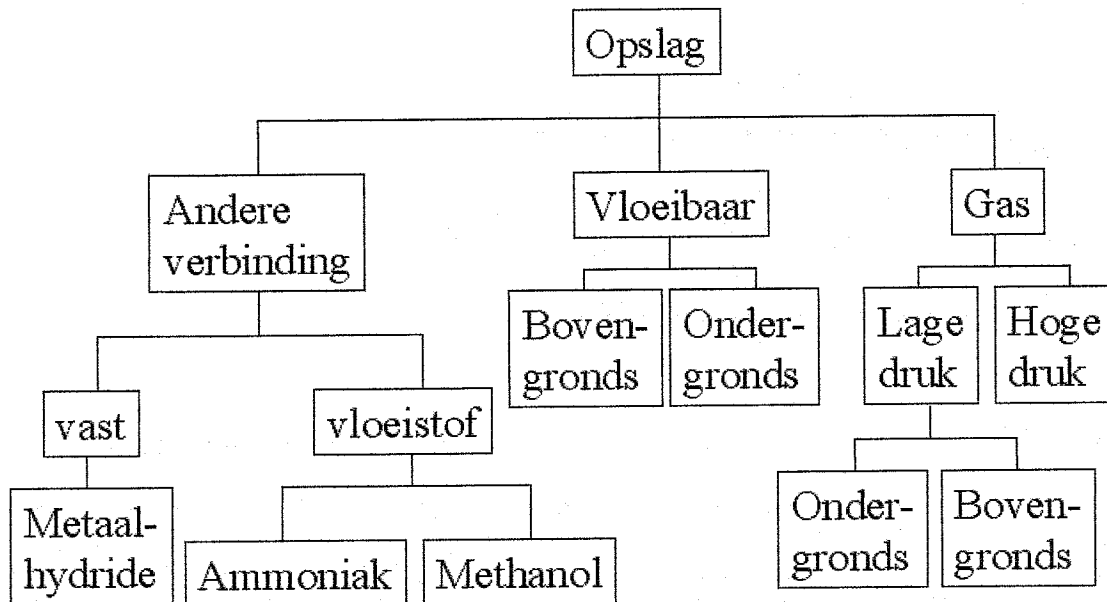 Opslag
Andere
verbinding
Vloeibaar
Gas
Boven-
gronds
Onder-
gronds
Lage
druk
Hoge
druk
vast
vloeistof
Metaal-
hydride
Ammoniak
Methanol
Onder-
gronds
Boven-
gronds